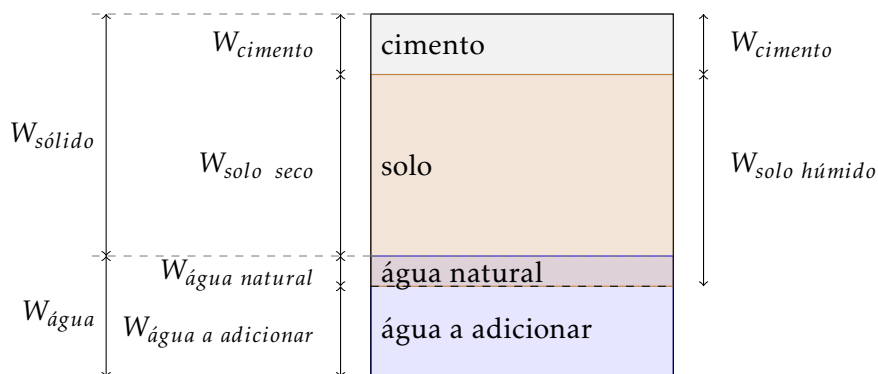 W_cimento cimento W_cimento
W_sólido
W_solo seco solo W_solo húmido
W_água natural água natural
W_água
W_água a adicionar água a adicionar